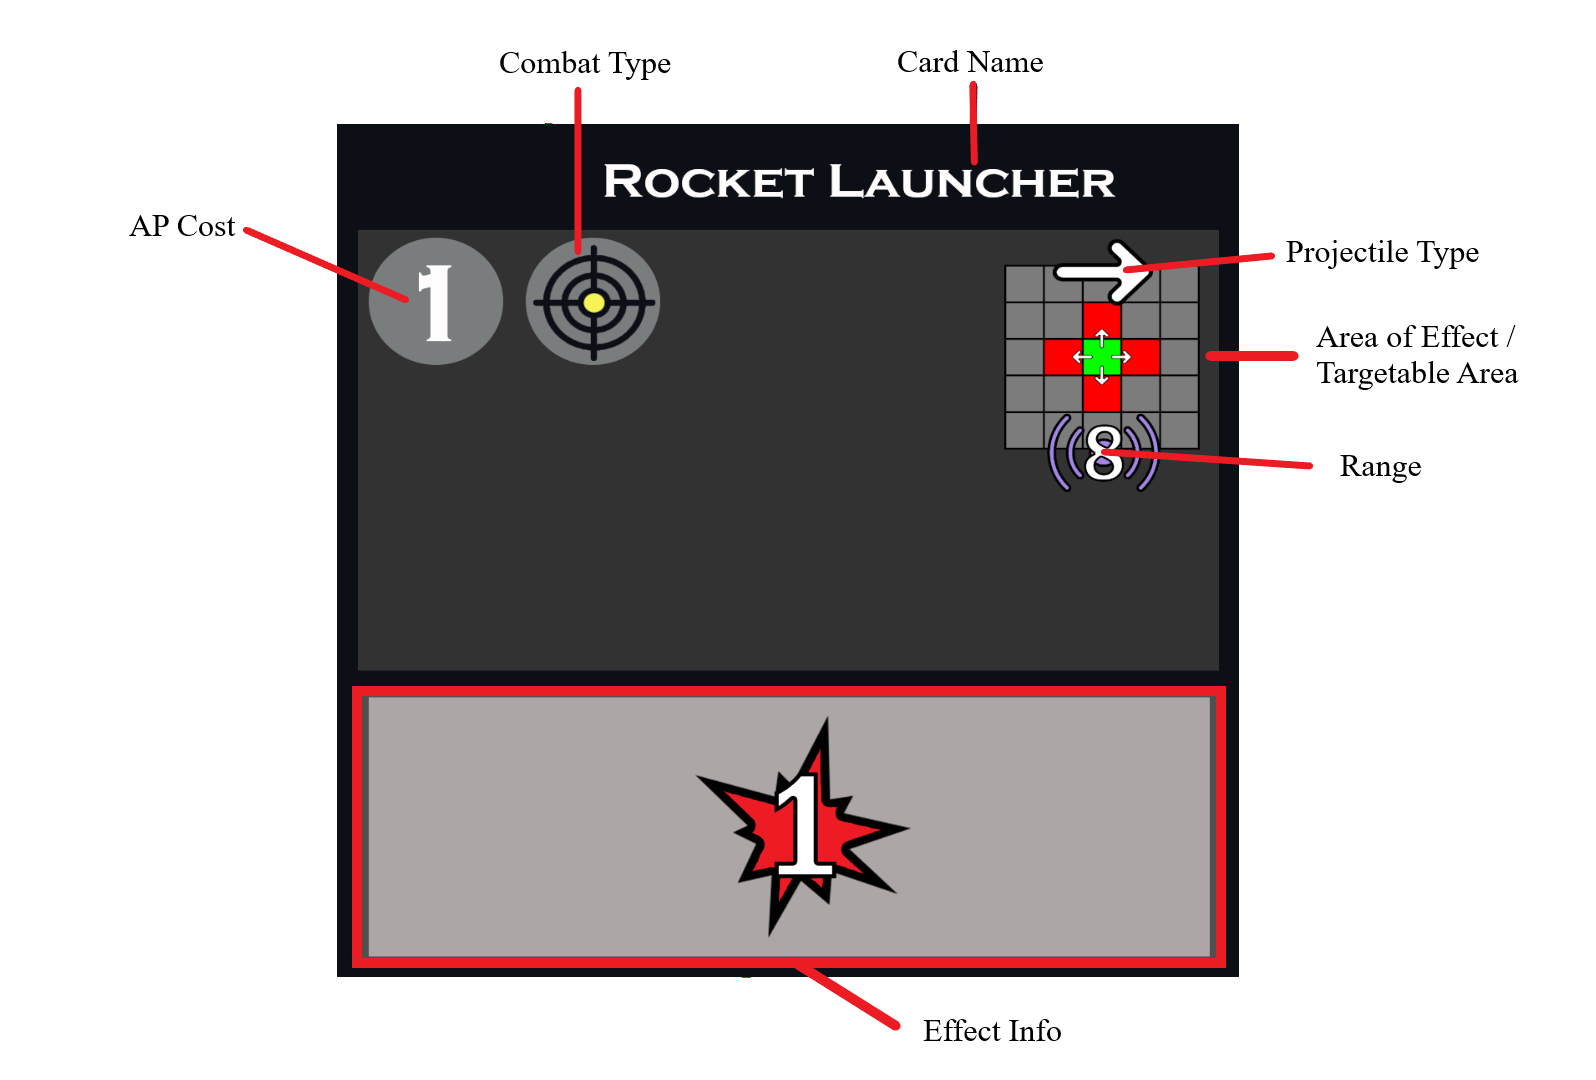 Combat Type
Card Name
ROCKET LAUNCHER
AP Cost
1
Projectile Type
Area of Effect /
Targetable Area
8
Range
1
Effect Info